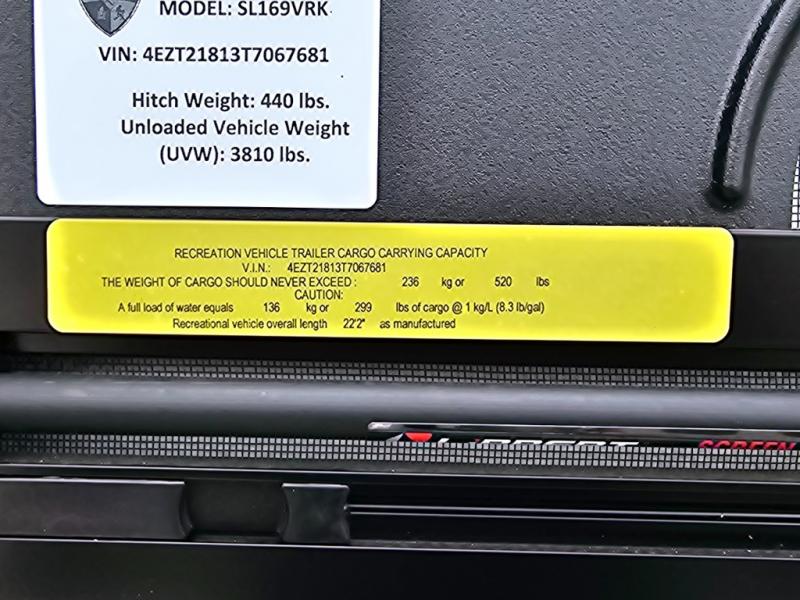 MODEL: SL169VRK
VIN: 4EZT21813T7067681
Hitch Weight: 440 lbs.
Unloaded Vehicle Weight
(UVW): 3810 lbs.
RECREATION VEHICLE TRAILER CARGO CARRYING CAPACITY
V.I.N.: 4EZT21813T7067681
THE WEIGHT OF CARGO SHOULD NEVER EXCEED: 236 kg or 520 lbs
CAUTION:
A full load of water equals 136 kg or 299 lbs of cargo @ 1 kg/L (8.3 lb/gal)
Recreational vehicle overall length 22'2" as manufactured
SCREEN